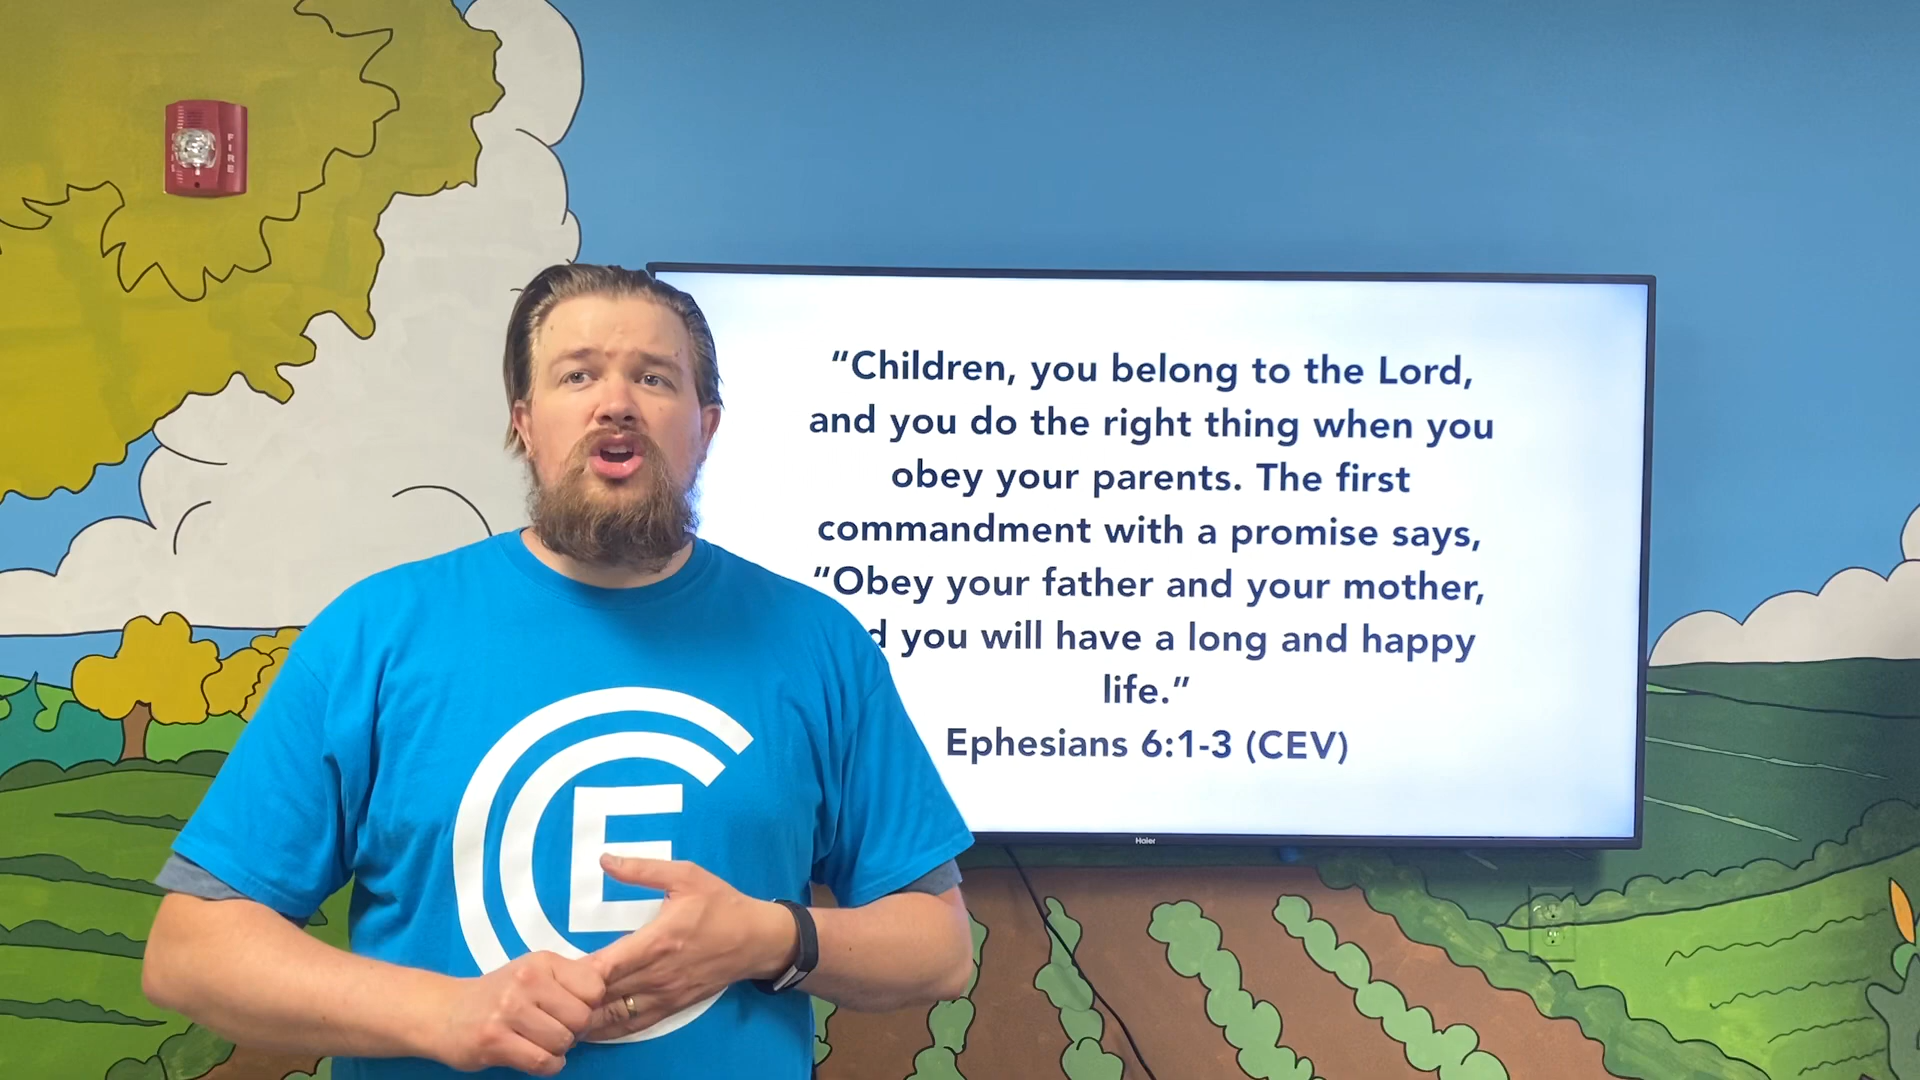 FIRE
“Children, you belong to the Lord,
and you do the right thing when you
obey your parents. The first
commandment with a promise says,
“Obey your father and your mother,
you will have a long and happy
life.”
Ephesians 6:1-3 (CEV)
Haier
CE